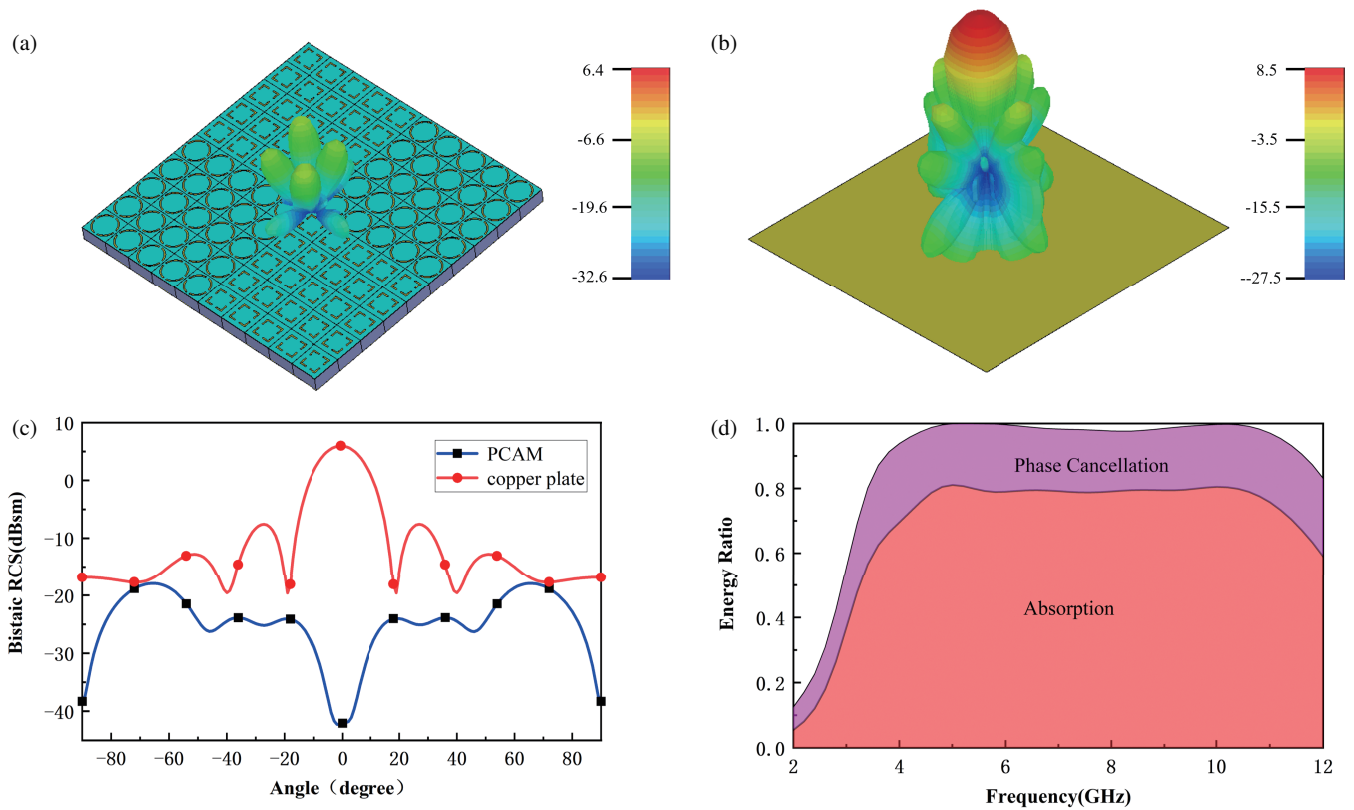 (a)
6.4
-6.6
-19.6
-32.6
(b)
8.5
-3.5
-15.5
--27.5
(c)
10
0
-10
-20
-30
-40
Bistaic RCS(dBsm)
PCAM
copper plate
-80 -60 -40 -20 0 20 40 60 80
Angle（degree）
(d)
1.0
0.8
0.6
0.4
0.2
0.0
Energy Ratio
Phase Cancellation
Absorption
2 4 6 8 10 12
Frequency(GHz)